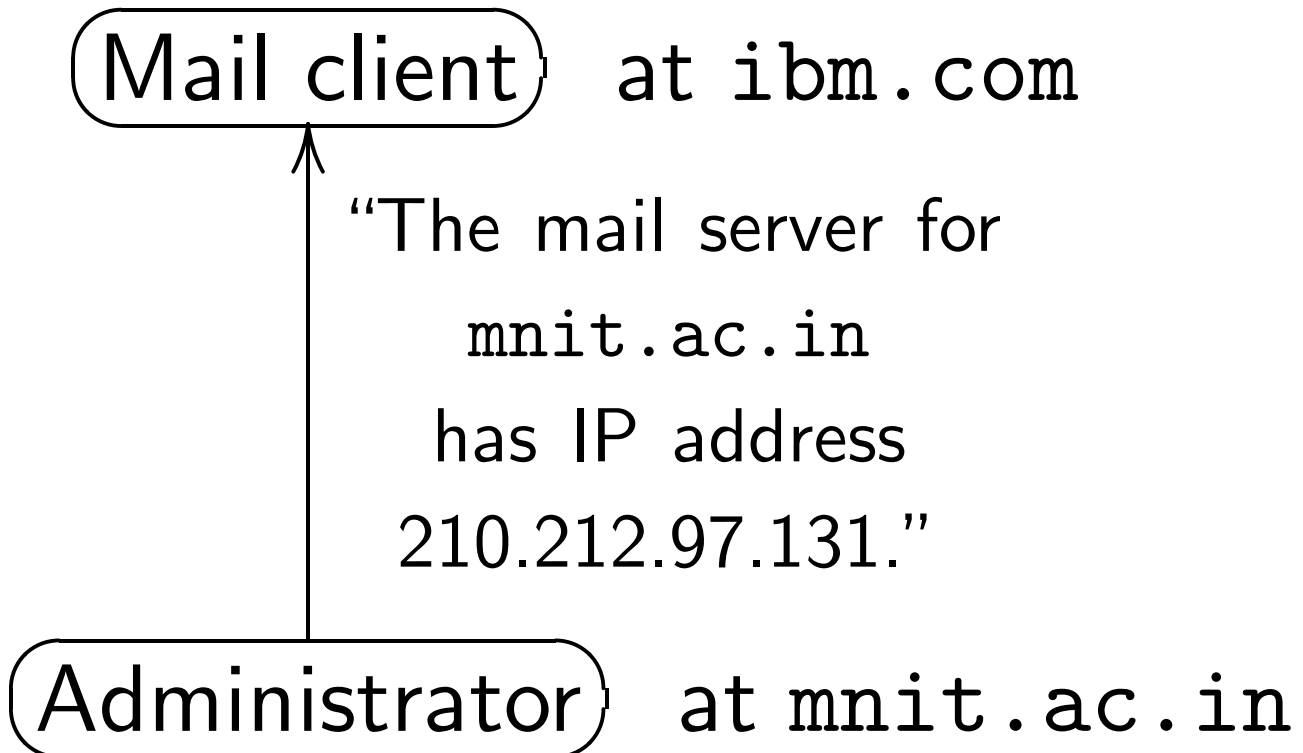 Mail client at ibm.com
“The mail server for
mnit.ac.in
has IP address
210.212.97.131.”
Administrator at mnit.ac.in